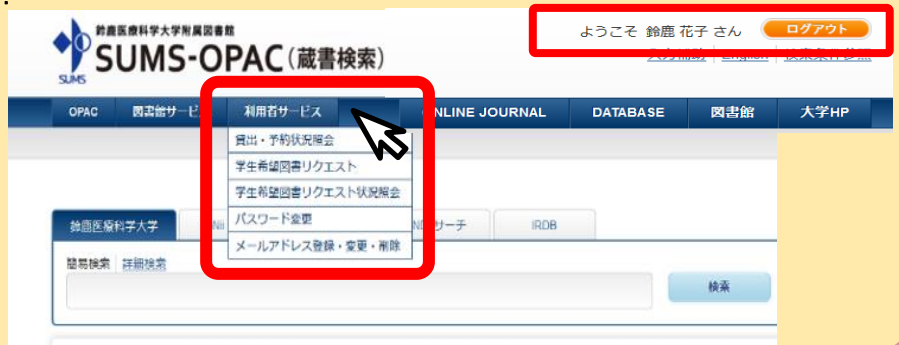 鈴鹿医療科学大学附属図書館
SUMS-OPAC(蔵書検索)
SUMS
ようこそ 鈴鹿 花子 さん ログアウト
English
OPAC 図書館サービス 利用者サービス ONLINE JOURNAL DATABASE 図書館 大学HP
貸出・予約状況照会
学生希望図書リクエスト
学生希望図書リクエスト状況照会
パスワード変更
メールアドレス登録・変更・削除
鈴鹿医療科学大学 サーチ IRDB
簡易検索 詳細検索
検索